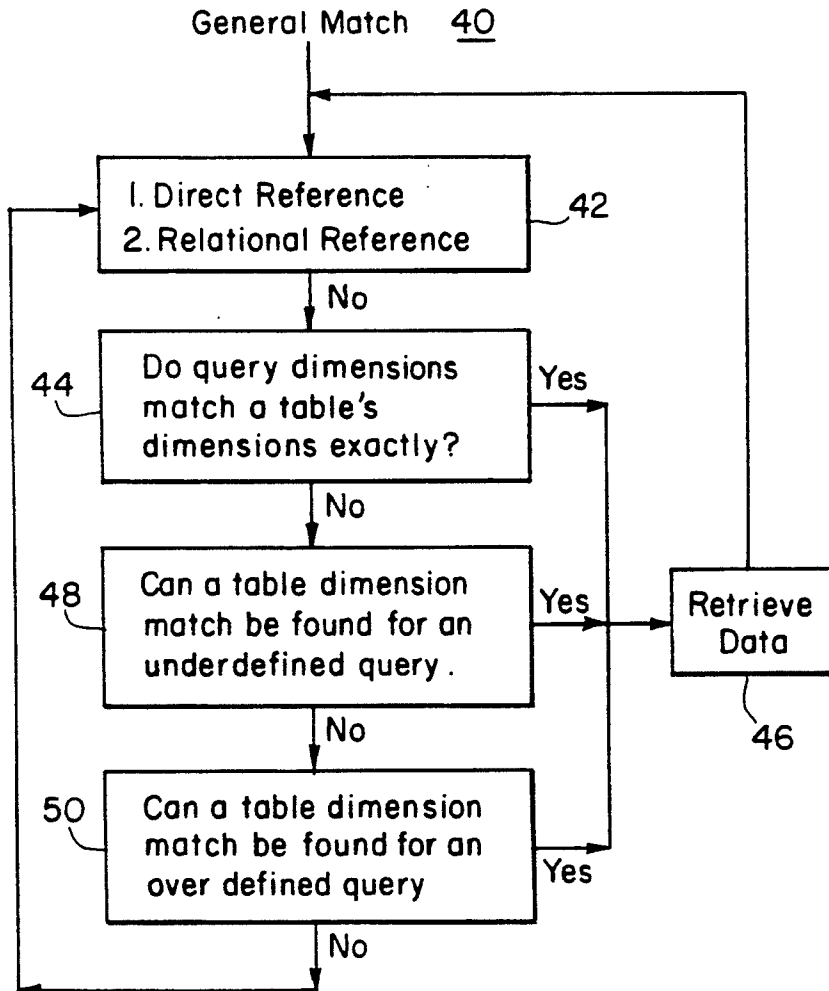 General Match 40
1. Direct Reference
2. Relational Reference
42
No
44
Do query dimensions
match a table's
dimensions exactly?
Yes
No
48
Can a table dimension
match be found for an
underdefined query.
Yes
Retrieve
Data
46
No
50
Can a table dimension
match be found for an
over defined query
Yes
No